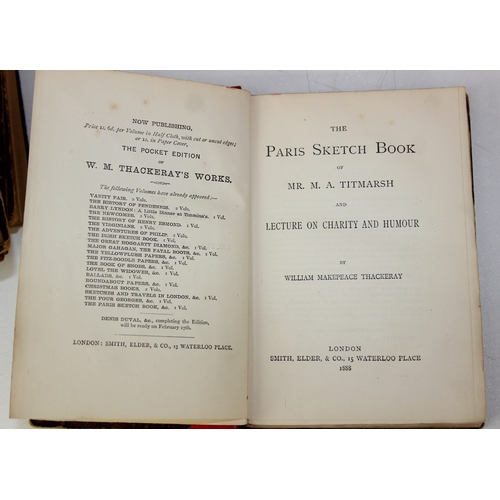 NOW PUBLISHING,
Price 1s. 6d. per Volume in Half Cloth, with cut or uncut edges;
or 1s. in Paper Cover,
THE POCKET EDITION
OF
W. M. THACKERAY'S WORKS.
The following Volumes have already appeared:—
VANITY FAIR. 2 Vols.
THE HISTORY OF PENDENNIS. 2 Vols.
BARRY LYNDON: A Little Dinner at Timmins's. 1 Vol.
THE NEWCOMES. 2 Vols.
THE HISTORY OF HENRY ESMOND. 1 Vol.
THE VIRGINIANS. 2 Vols.
THE ADVENTURES OF PHILIP. 2 Vols.
THE IRISH SKETCH BOOK. 1 Vol.
THE GREAT HOGGARTY DIAMOND, &c. 1 Vol.
MAJOR GAHAGAN, THE FATAL BOOTS, &c. 1 Vol.
THE YELLOWPLUSH PAPERS, &c. 1 Vol.
THE FITZ-BOODLE PAPERS, &c. 1 Vol.
THE BOOK OF SNOBS, &c. 1 Vol.
LOVEL THE WIDOWER, &c. 1 Vol.
BALLADS, &c. 1 Vol.
ROUNDABOUT PAPERS, &c. 1 Vol.
CHRISTMAS BOOKS. 2 Vols.
SKETCHES AND TRAVELS IN LONDON, &c. 1 Vol.
THE FOUR GEORGES, &c. 1 Vol.
THE PARIS SKETCH BOOK, &c. 1 Vol.
DENIS DUVAL, &c., completing the Edition,
will be ready on February 27th.
LONDON: SMITH, ELDER, & CO., 15 WATERLOO PLACE.
THE
PARIS SKETCH BOOK
OF
MR. M. A. TITMARSH
AND
LECTURE ON CHARITY AND HUMOUR
BY
WILLIAM MAKEPEACE THACKERAY
LONDON
SMITH, ELDER, & CO., 15 WATERLOO PLACE
1888